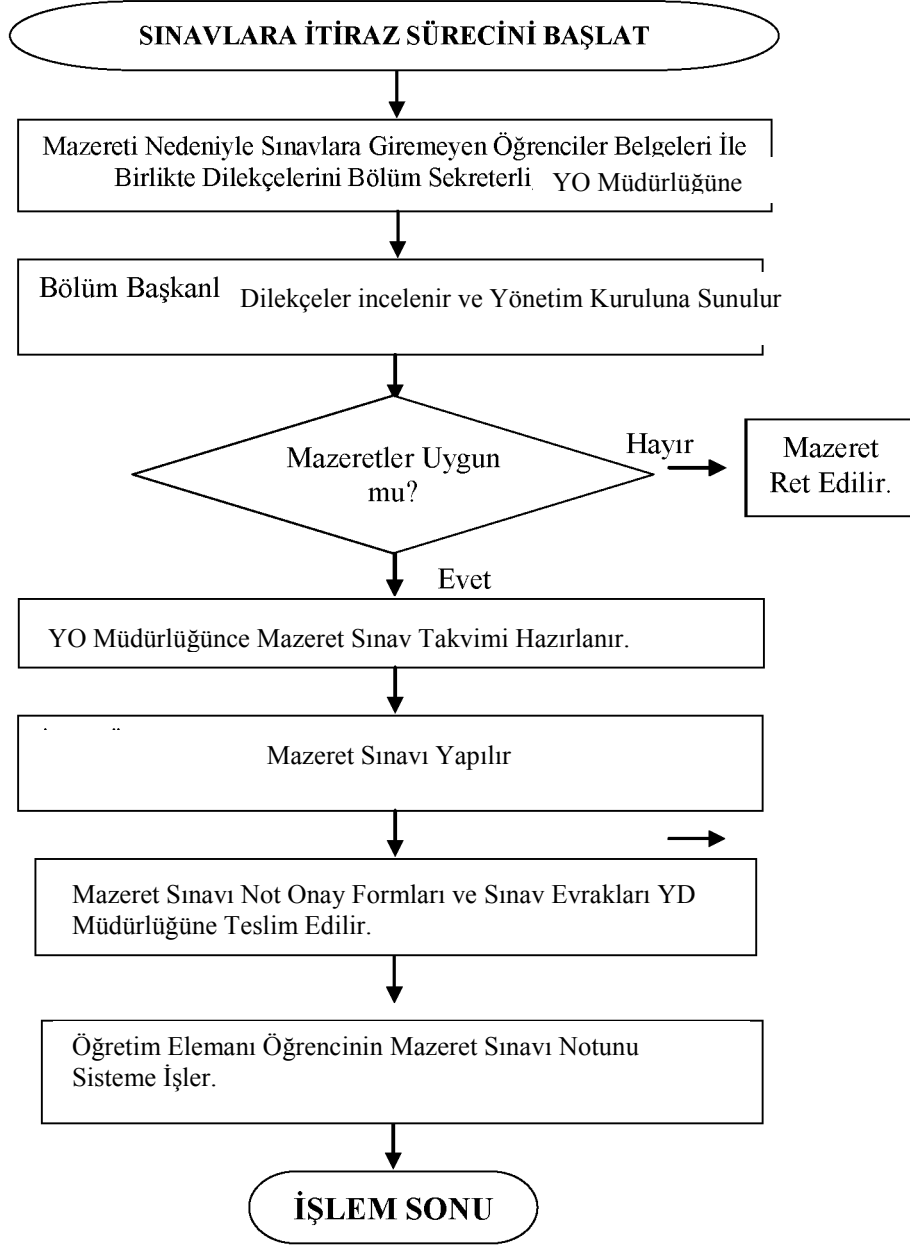 SINAVLARA İTİRAZ SÜRECİNİ BAŞLAT
Mazereti Nedeniyle Sınavlara Giremeyen Öğrenciler Belgeleri İle
Birlikte Dilekçelerini Bölüm Sekreterli YO Müdürlüğüne
Bölüm Başkanl Dilekçeler incelenir ve Yönetim Kuruluna Sunulur
Mazeretler Uygun
mu?
Hayır
Mazeret
Ret Edilir.
Evet
YO Müdürlüğünce Mazeret Sınav Takvimi Hazırlanır.
Mazeret Sınavı Yapılır
Mazeret Sınavı Not Onay Formları ve Sınav Evrakları YD
Müdürlüğüne Teslim Edilir.
Öğretim Elemanı Öğrencinin Mazeret Sınavı Notunu
Sisteme İşler.
İŞLEM SONU